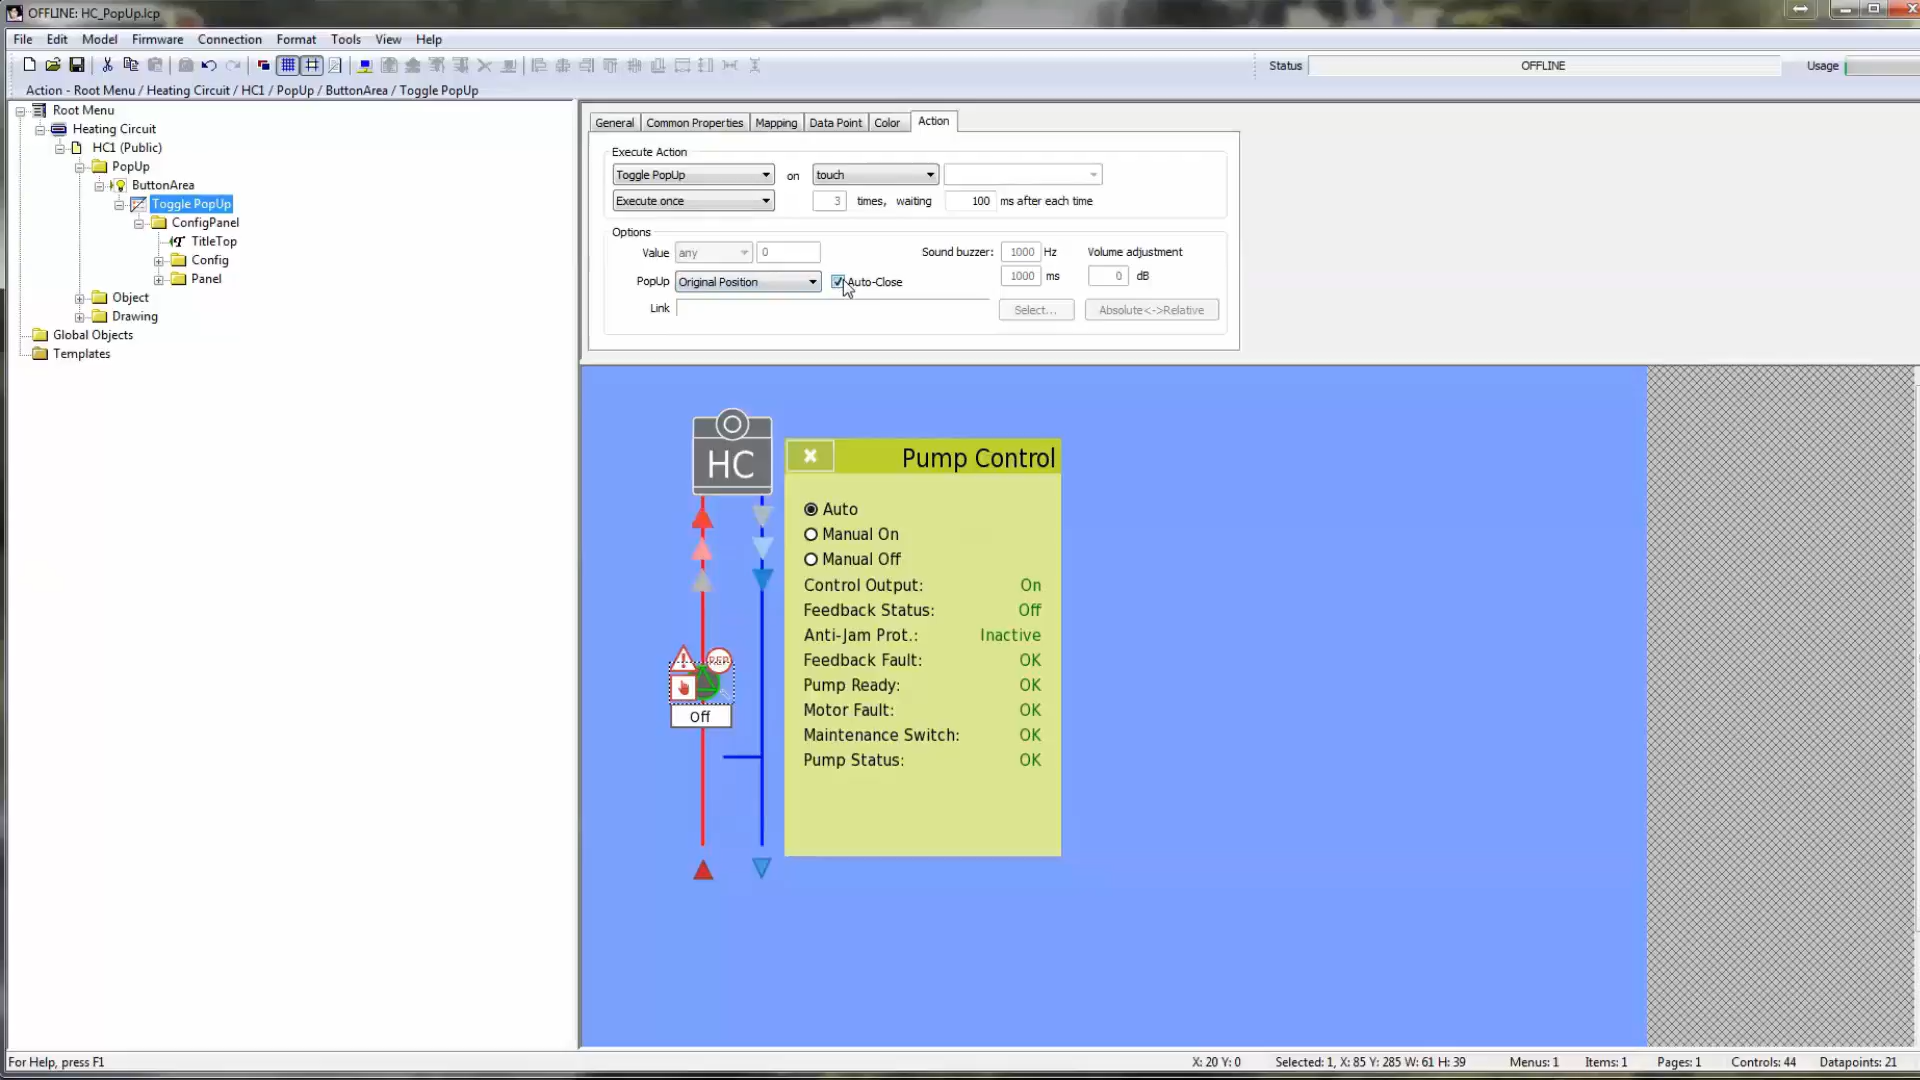 OFFLINE: HC_PopUp.lcp
File Edit Model Firmware Connection Format Tools View Help
Status OFFLINE Usage
Action - Root Menu / Heating Circuit / HC1 / PopUp / ButtonArea / Toggle PopUp
Root Menu
Heating Circuit
HC1 (Public)
PopUp
ButtonArea
Toggle PopUp
ConfigPanel
TitleTop
Config
Panel
Object
Drawing
Global Objects
Templates
General Common Properties Mapping Data Point Color Action
Execute Action
Toggle PopUp on touch
Execute once 3 times, waiting 100 ms after each time
Options
Value any 0 Sound buzzer: 1000 Hz Volume adjustment
1000 ms 0 dB
PopUp Original Position Auto-Close
Link Select... Absolute<->Relative
HC
Pump Control
Auto
Manual On
Manual Off
Control Output: On
Feedback Status: Off
Anti-Jam Prot.: Inactive
Feedback Fault: OK
Pump Ready: OK
Motor Fault: OK
Maintenance Switch: OK
Pump Status: OK
Off
For Help, press F1 X: 20 Y: 0 Selected: 1, X: 85 Y: 285 W: 61 H: 39 Menus: 1 Items: 1 Pages: 1 Controls: 44 Datapoints: 21